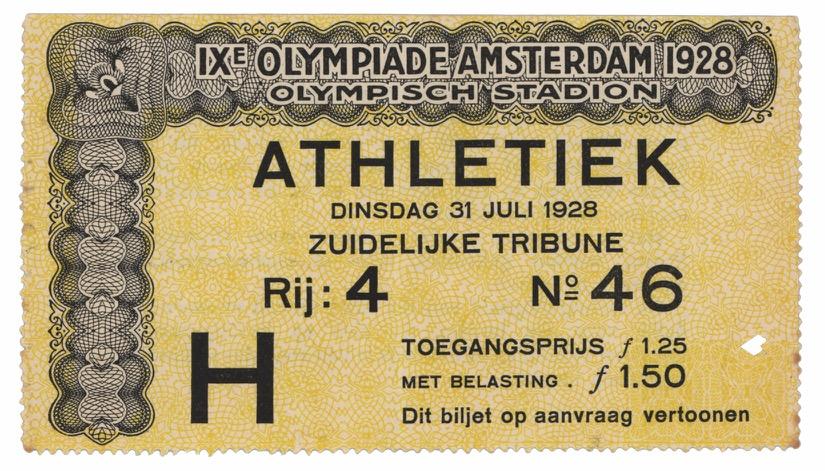 IXE OLYMPIADE AMSTERDAM 1928
OLYMPISCH STADION
ATHLETIEK
DINSDAG 31 JULI 1928
ZUIDELIJKE TRIBUNE
Rij: 4 Nº 46
H
TOEGANGSPRIJS ƒ 1.25
MET BELASTING . ƒ 1.50
Dit biljet op aanvraag vertoonen